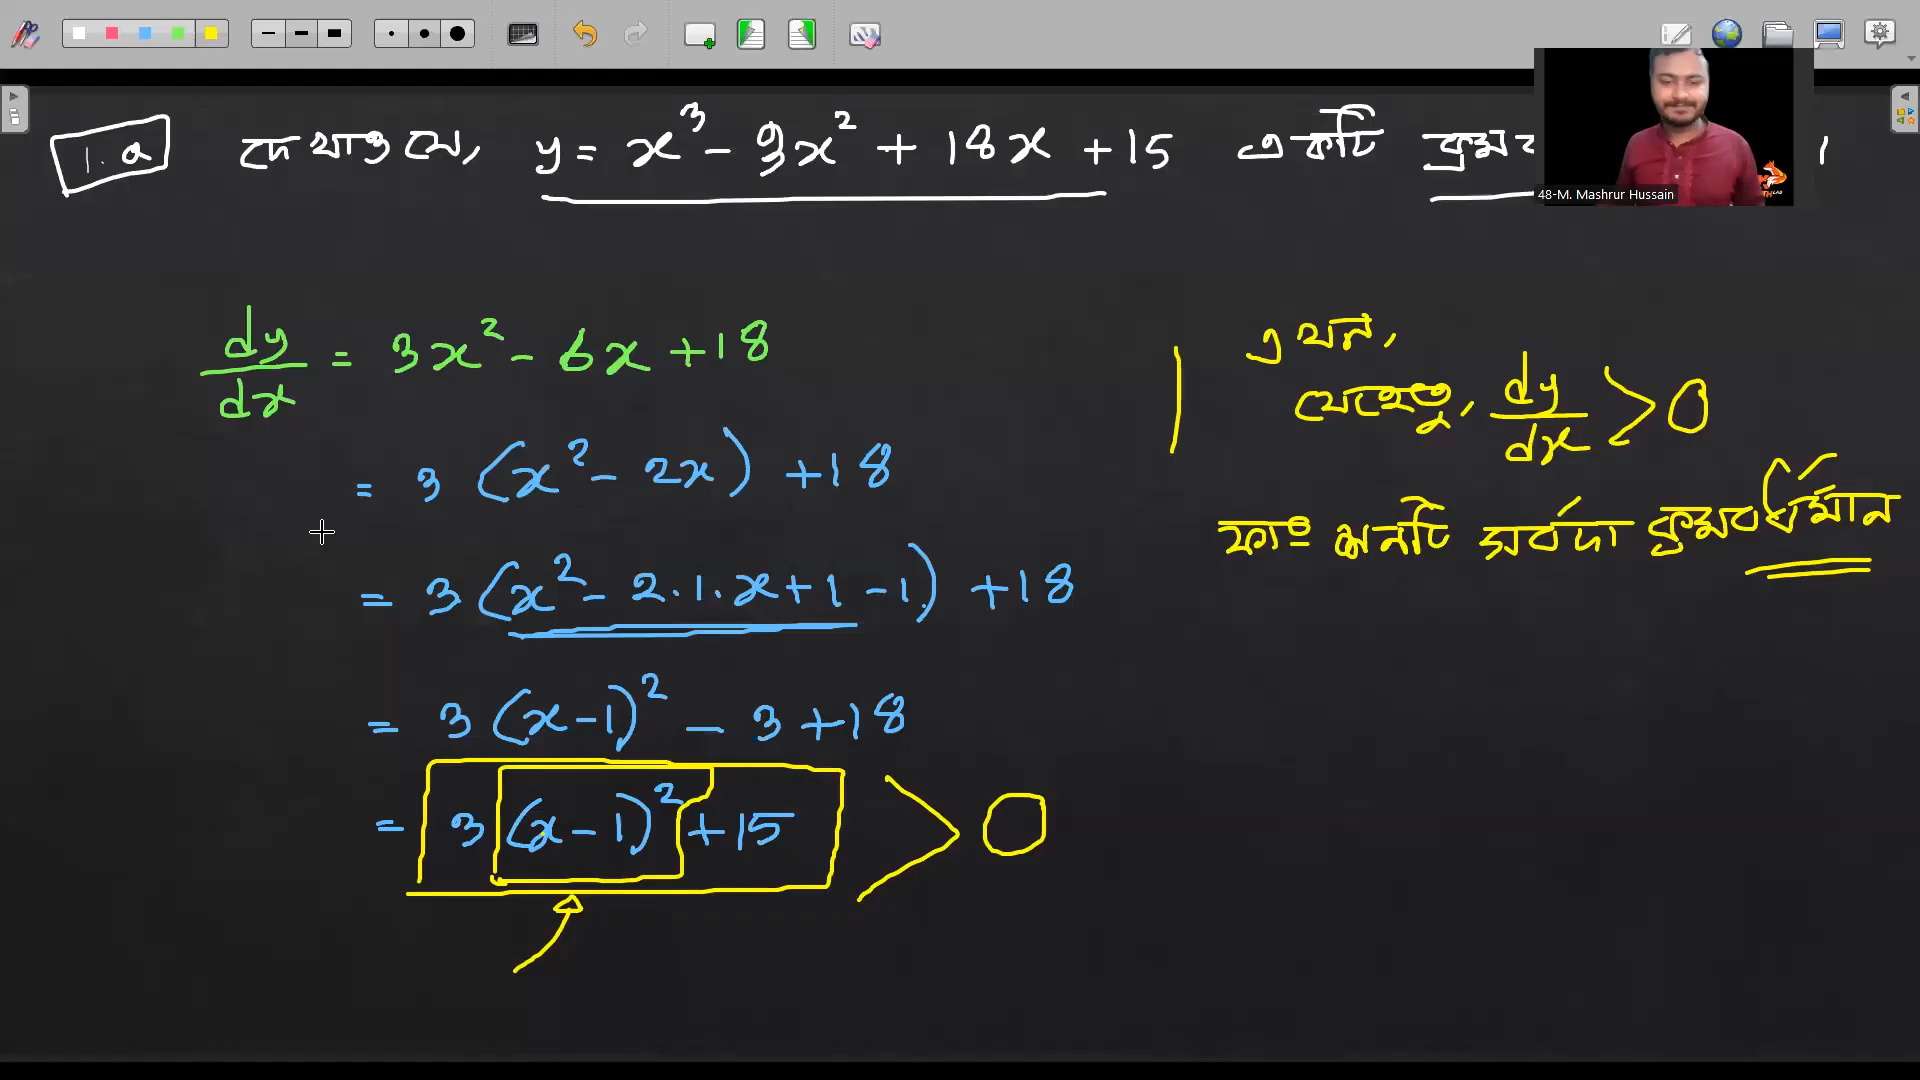 1.a দেখাও যে, y = x³ - 3x² + 18x + 15 একটি
48-M. Mashrur Hussain
dy/dx = 3x² - 6x + 18
= 3 (x² - 2x) + 18
= 3 (x² - 2.1.x + 1 - 1) + 18
= 3 (x-1)² - 3 + 18
= 3 (x-1)² + 15 > 0
এখন,
যেহেতু, dy/dx > 0
ফাংশনটি সর্বদা ক্রমবর্ধমান